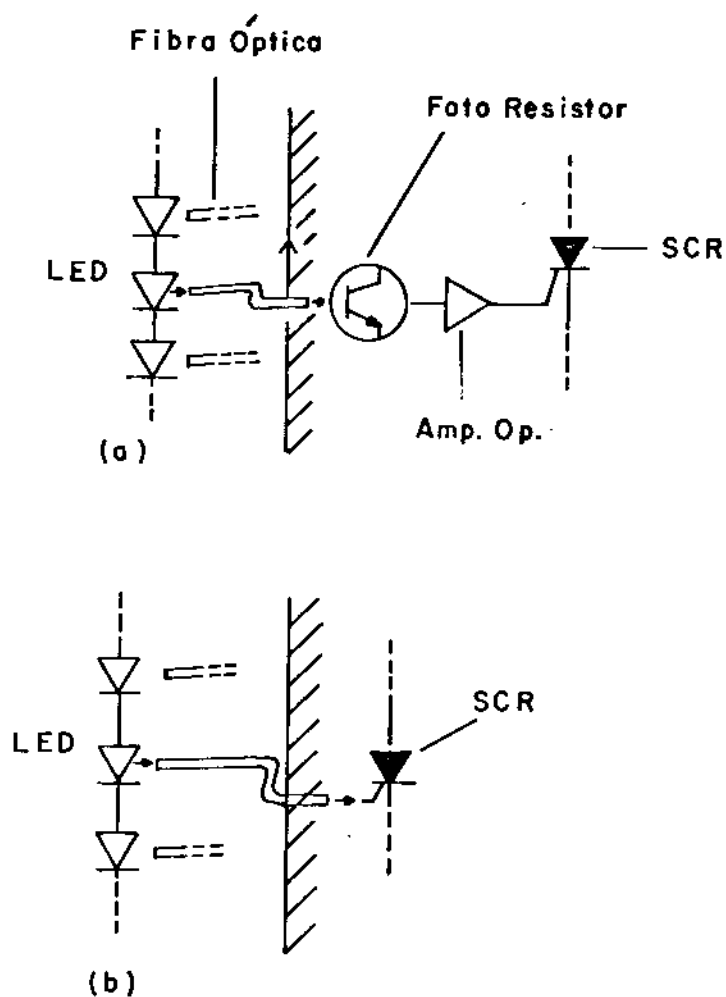 Fibra Óptica
Foto Resistor
SCR
LED
Amp. Op.
(a)
SCR
LED
(b)